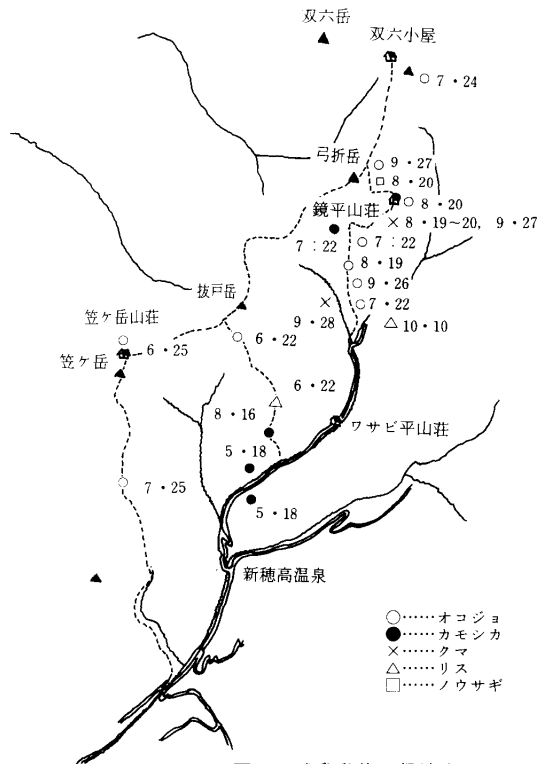 双六岳
双六小屋
7・24
弓折岳
9・27
8・20
8・20
鏡平山荘
8・19～20, 9・27
7：22
7：22
8・19
9・26
7・22
抜戸岳
9・28
10・10
笠ケ岳山荘
6・25
笠ケ岳
6・22
6・22
8・16
ワサビ平山荘
5・18
7・25
5・18
新穂高温泉
○……オコジョ
●……カモシカ
×……クマ
△……リス
□……ノウサギ